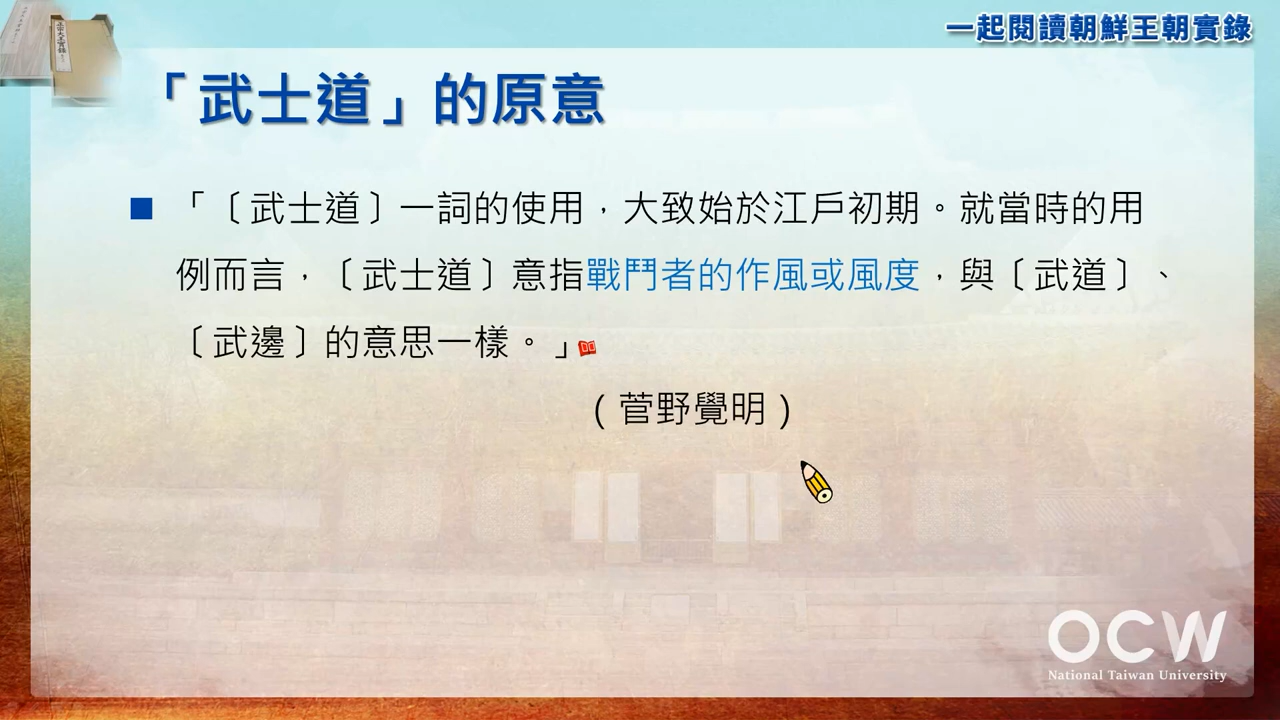 一起閱讀朝鮮王朝實錄
「武士道」的原意
「〔武士道〕一詞的使用，大致始於江戶初期。就當時的用
例而言，〔武士道〕意指戰鬥者的作風或風度，與〔武道〕、
〔武邊〕的意思一樣。」
（菅野覺明）
OCW
National Taiwan University